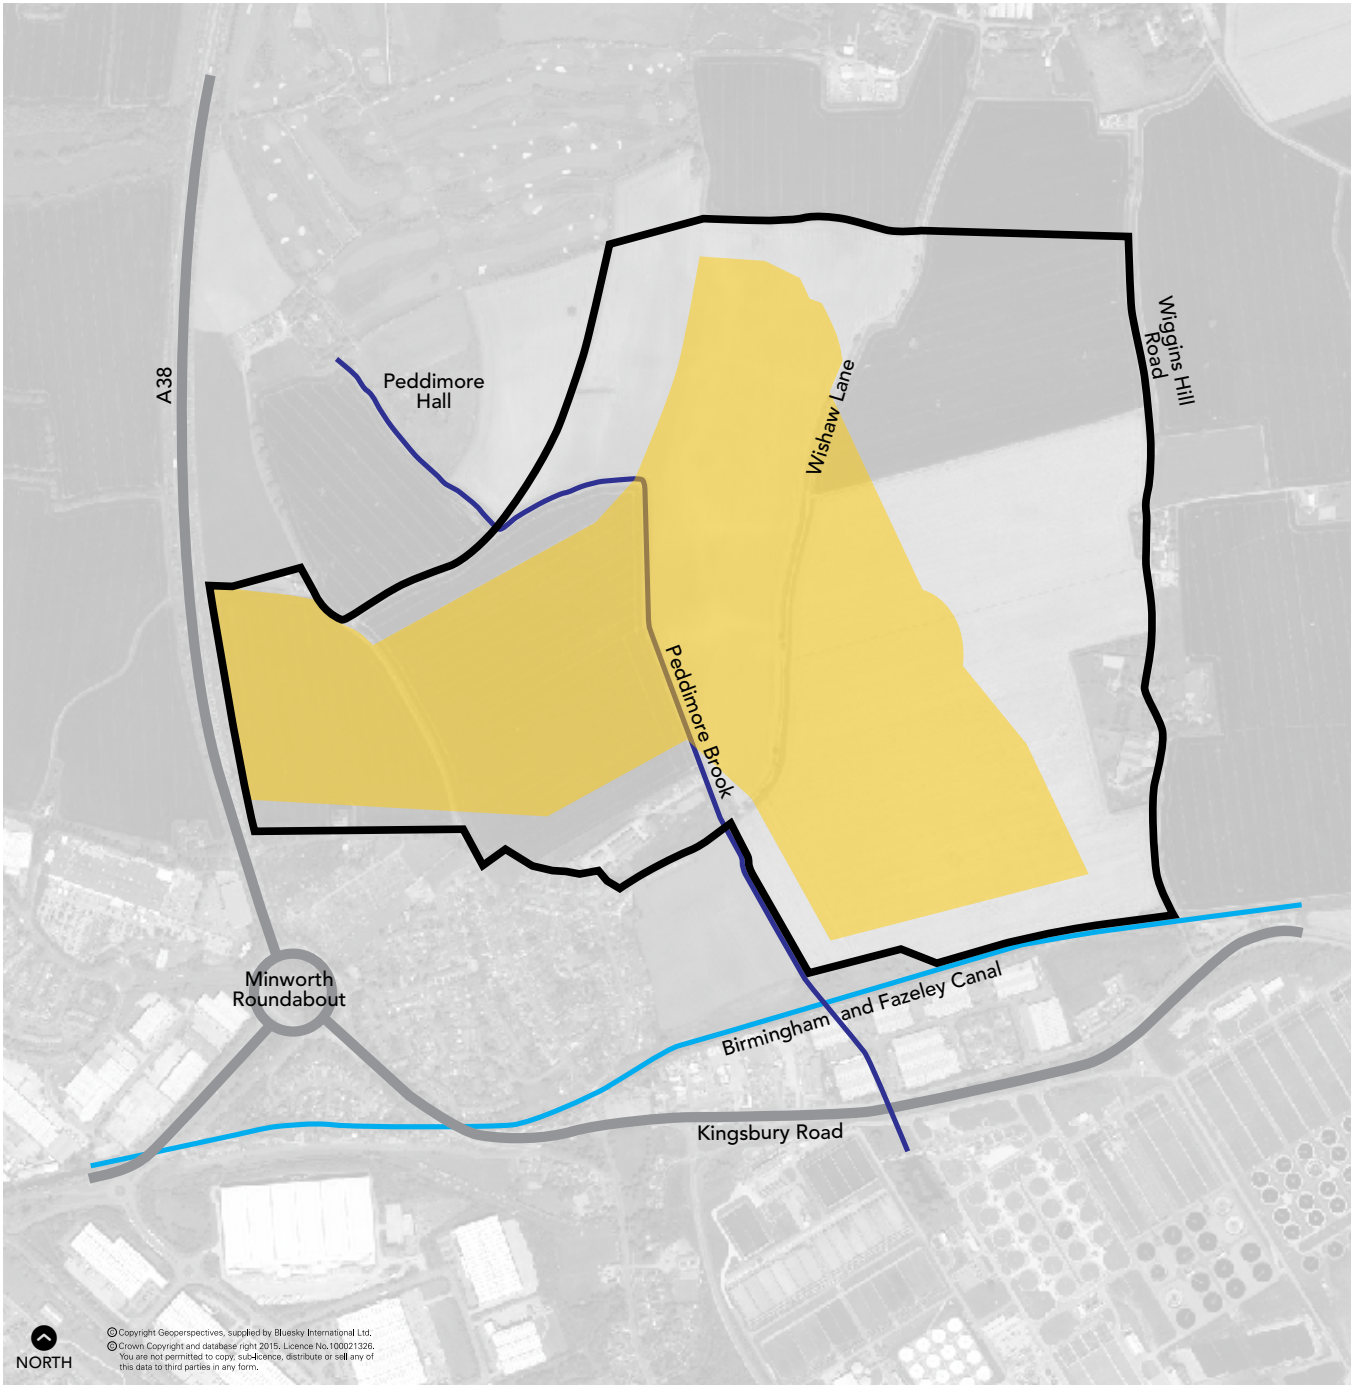 Wiggins Hill
Road
A38
Peddimore
Hall
Wishaw Lane
Peddimore Brook
Minworth
Roundabout
Birmingham and Fazeley Canal
Kingsbury Road
NORTH
© Copyright Geoperspectives, supplied by Bluesky International Ltd.
© Crown Copyright and database right 2015. Licence No.100021326.
You are not permitted to copy, sub-licence, distribute or sell any of
this data to third parties in any form.